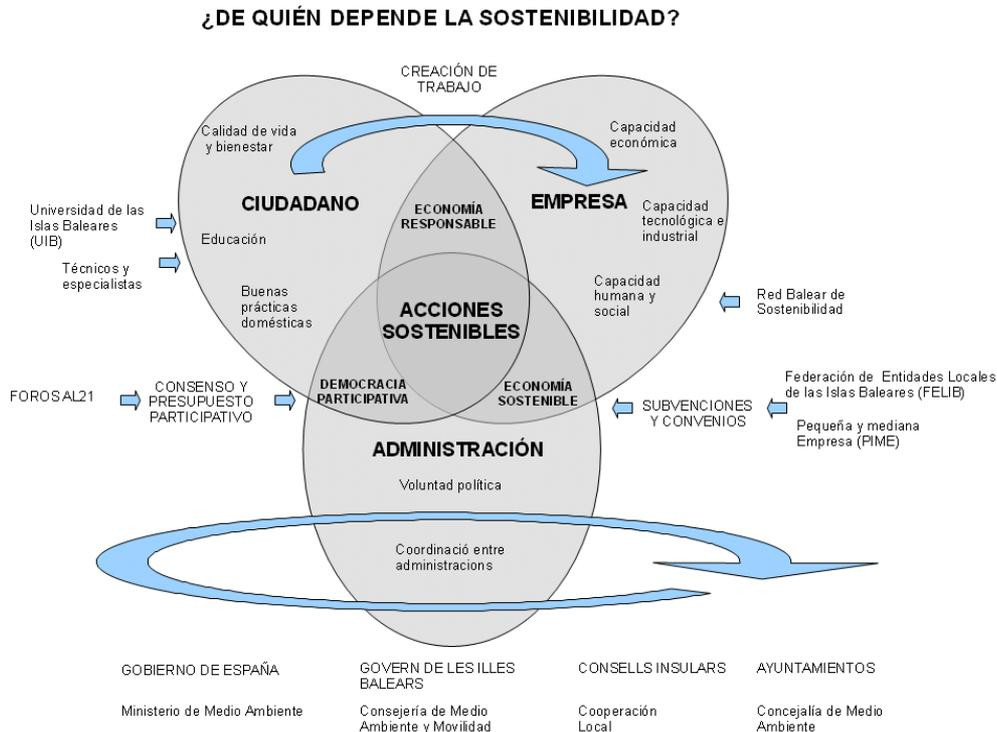 ¿DE QUIÉN DEPENDE LA SOSTENIBILIDAD?
CREACIÓN DE
TRABAJO
Calidad de vida
y bienestar
Capacidad
económica
CIUDADANO
EMPRESA
ECONOMÍA
RESPONSABLE
Capacidad
tecnológica e
industrial
Universidad de las
Islas Baleares
(UIB)
Educación
Técnicos y
especialistas
Buenas
prácticas
domésticas
Capacidad
humana y
social
Red Balear de
Sostenibilidad
ACCIONES
SOSTENIBLES
FOROS AL21
CONSENSO Y
PRESUPUESTO
PARTICIPATIVO
DEMOCRACIA
PARTICIPATIVA
ECONOMÍA
SOSTENIBLE
SUBVENCIONES
Y CONVENIOS
Federación de Entidades Locales
de las Islas Baleares (FELIB)
Pequeña y mediana
Empresa (PIME)
ADMINISTRACIÓN
Voluntad política
Coordinació entre
administracions
GOBIERNO DE ESPAÑA
Ministerio de Medio Ambiente
GOVERN DE LES ILLES
BALEARS
Consejería de Medio
Ambiente y Movilidad
CONSELLS INSULARS
Cooperación
Local
AYUNTAMIENTOS
Concejalía de Medio
Ambiente